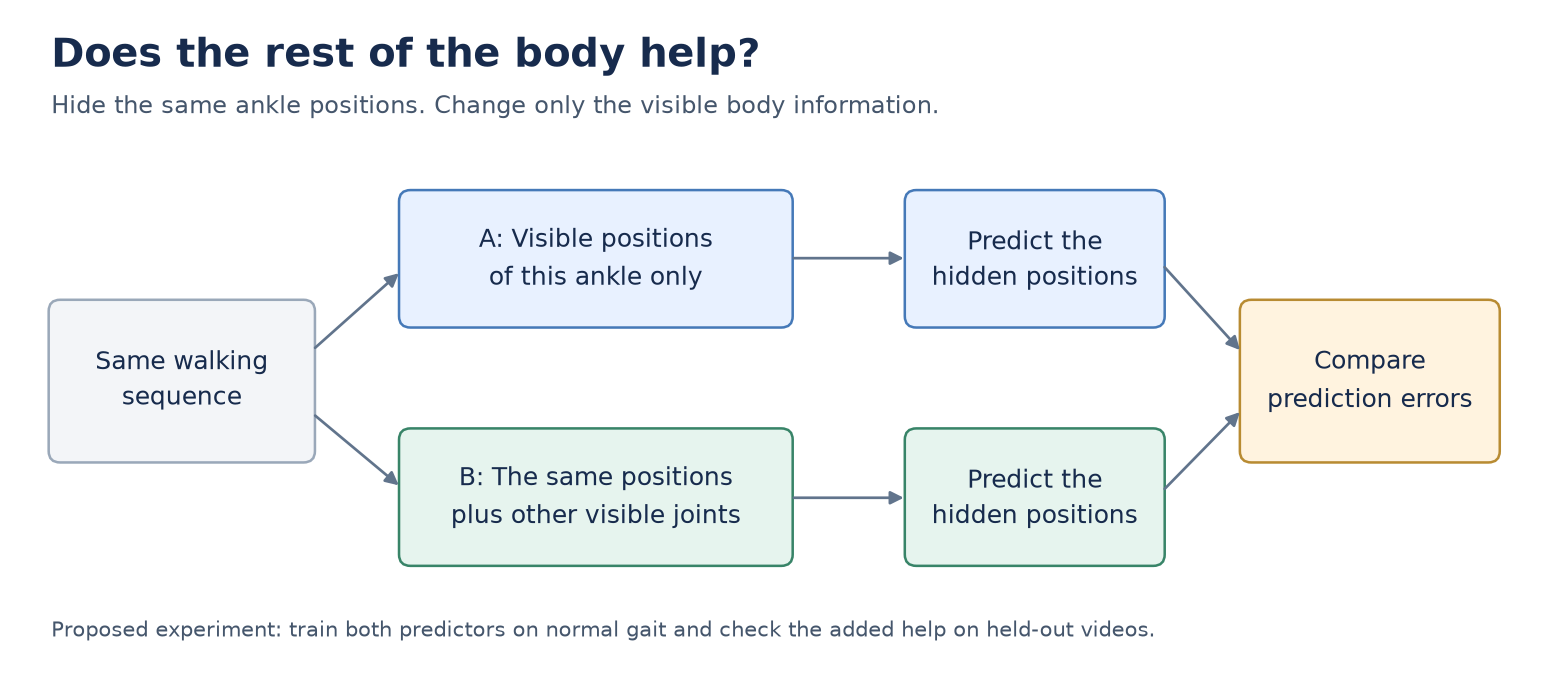 Does the rest of the body help?
Hide the same ankle positions. Change only the visible body information.
Same walking
sequence
A: Visible positions
of this ankle only
Predict the
hidden positions
B: The same positions
plus other visible joints
Predict the
hidden positions
Compare
prediction errors
Proposed experiment: train both predictors on normal gait and check the added help on held-out videos.